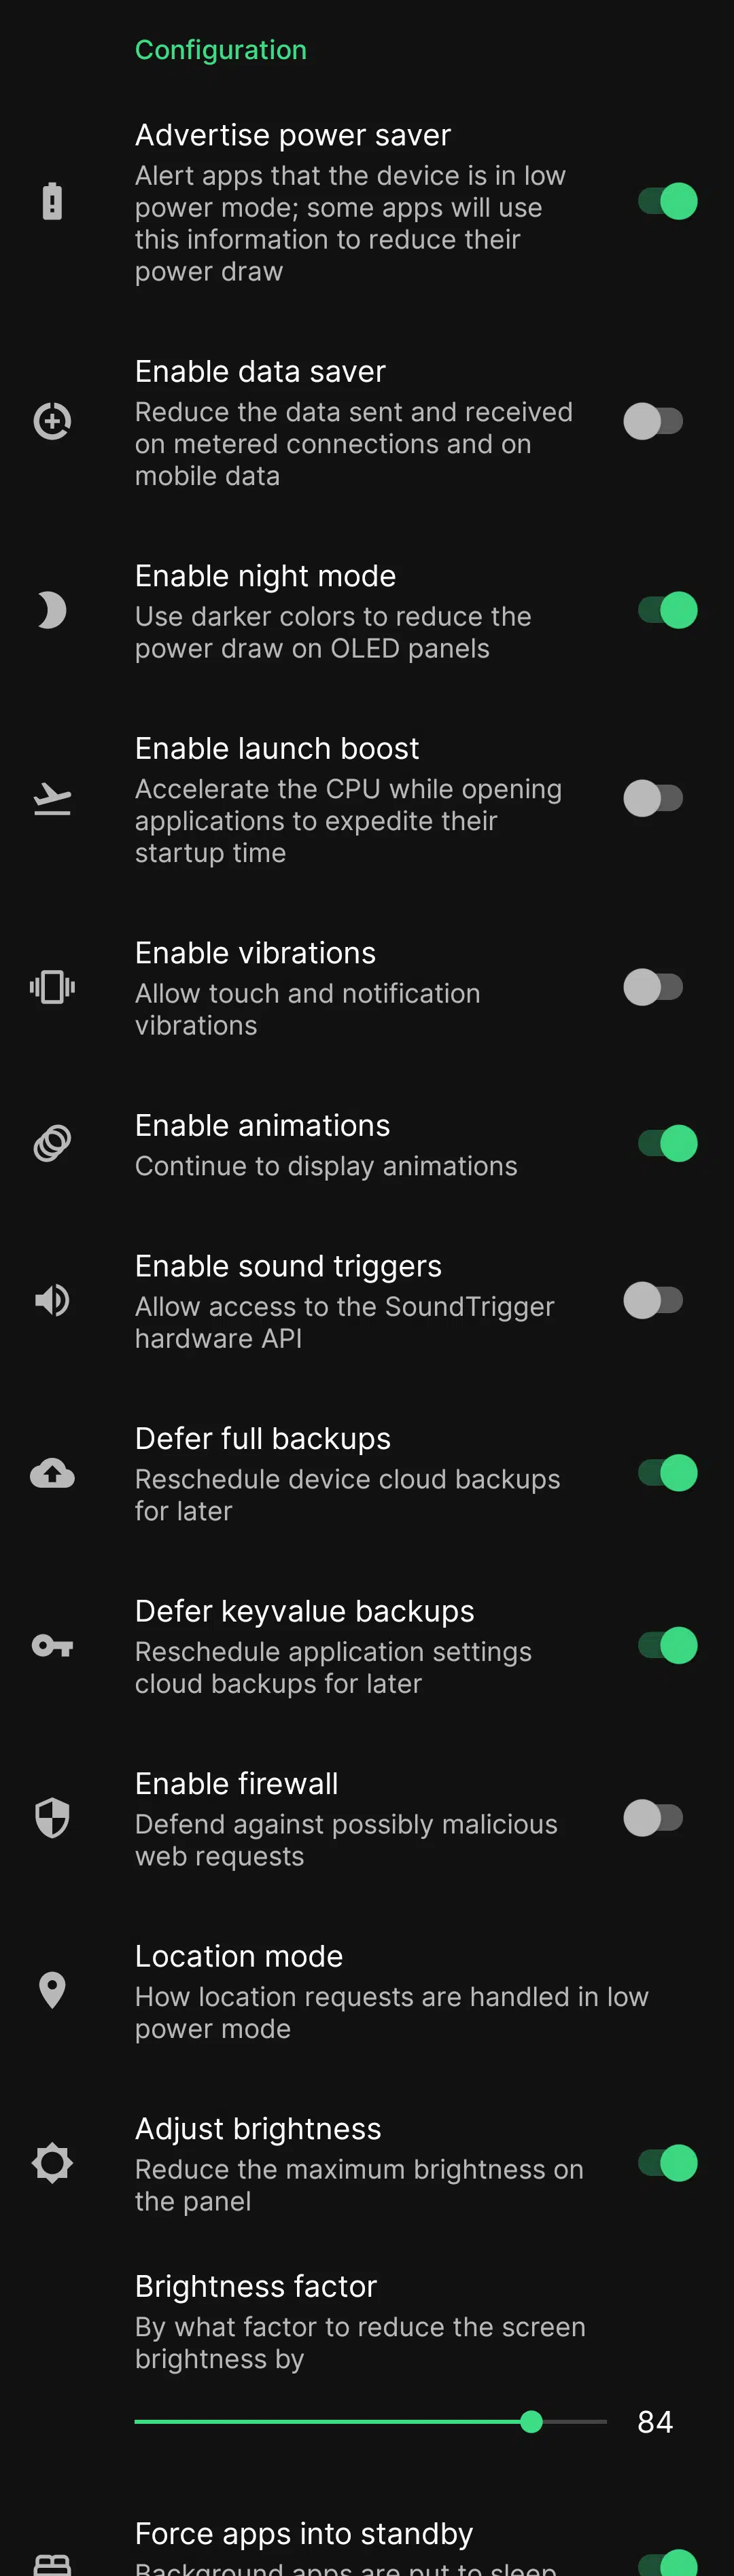 Configuration
Advertise power saver
Alert apps that the device is in low
power mode; some apps will use
this information to reduce their
power draw
Enable data saver
Reduce the data sent and received
on metered connections and on
mobile data
Enable night mode
Use darker colors to reduce the
power draw on OLED panels
Enable launch boost
Accelerate the CPU while opening
applications to expedite their
startup time
Enable vibrations
Allow touch and notification
vibrations
Enable animations
Continue to display animations
Enable sound triggers
Allow access to the SoundTrigger
hardware API
Defer full backups
Reschedule device cloud backups
for later
Defer keyvalue backups
Reschedule application settings
cloud backups for later
Enable firewall
Defend against possibly malicious
web requests
Location mode
How location requests are handled in low
power mode
Adjust brightness
Reduce the maximum brightness on
the panel
Brightness factor
By what factor to reduce the screen
brightness by
84
Force apps into standby
Background apps are put to sleep